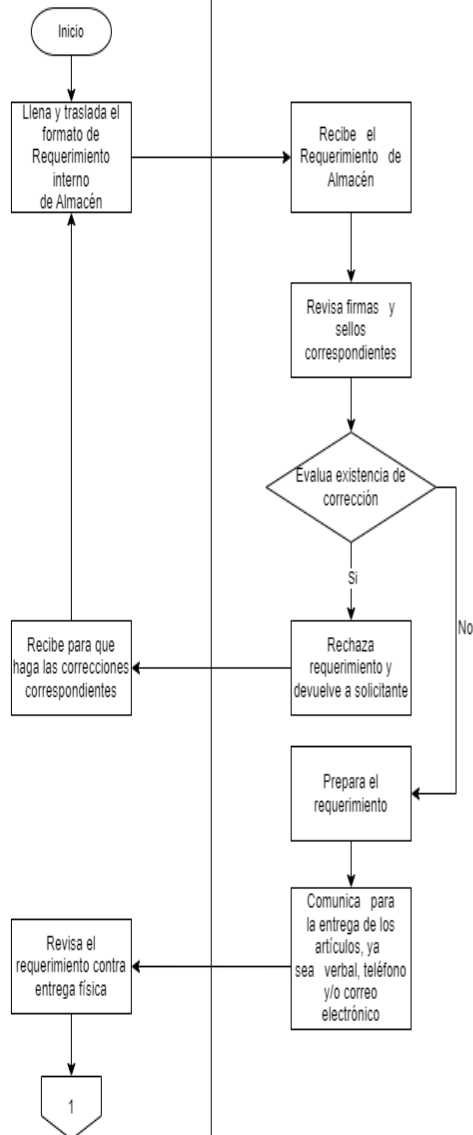 Inicio
Llena y traslada el
formato de
Requerimiento
interno
de Almacén
Recibe el
Requerimiento de
Almacén
Revisa firmas y
sellos
correspondientes
Evalua existencia de
corrección
Si
No
Rechaza
requerimiento y
devuelve a solicitante
Recibe para que
haga las correcciones
correspondientes
Prepara el
requerimiento
Comunica para
la entrega de los
artículos, ya
sea verbal, teléfono
y/o correo
electrónico
Revisa el
requerimiento contra
entrega física
1